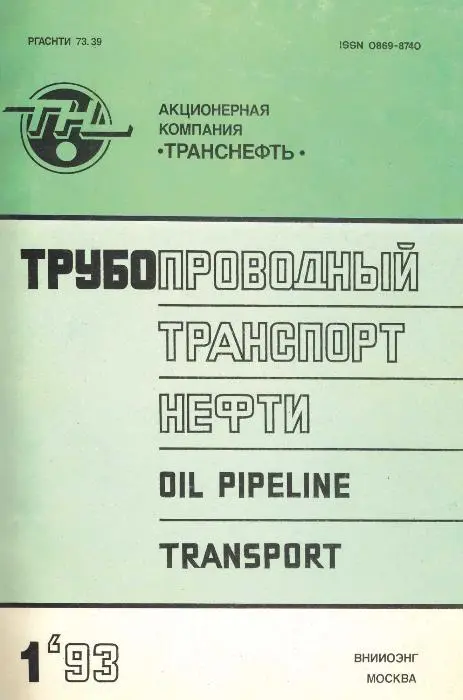 РГАСНТИ 73.39
ISSN 0869-8740
ТН
АКЦИОНЕРНАЯ
КОМПАНИЯ
•ТРАНСНЕФТЬ•
ТРУБОПРОВОДНЫЙ
ТРАНСПОРТ
НЕФТИ
OIL PIPELINE
TRANSPORT
1‘93
ВНИИОЭНГ
МОСКВА